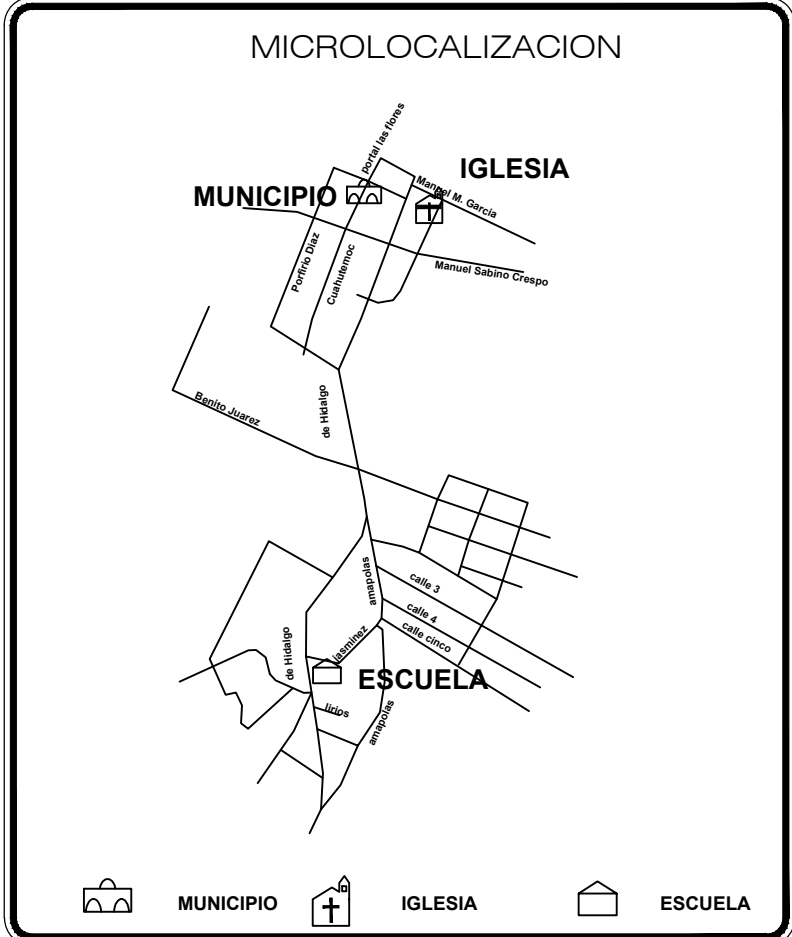 MICROLOCALIZACION
portal las flores
IGLESIA
Manuel M. Garcia
MUNICIPIO
Porfirio Diaz
Cuahutemoc
Manuel Sabino Crespo
Benito Juarez
de Hidalgo
amapolas
calle 3
calle 4
calle cinco
jasminez
de Hidalgo
ESCUELA
lirios
amapolas
MUNICIPIO
IGLESIA
ESCUELA